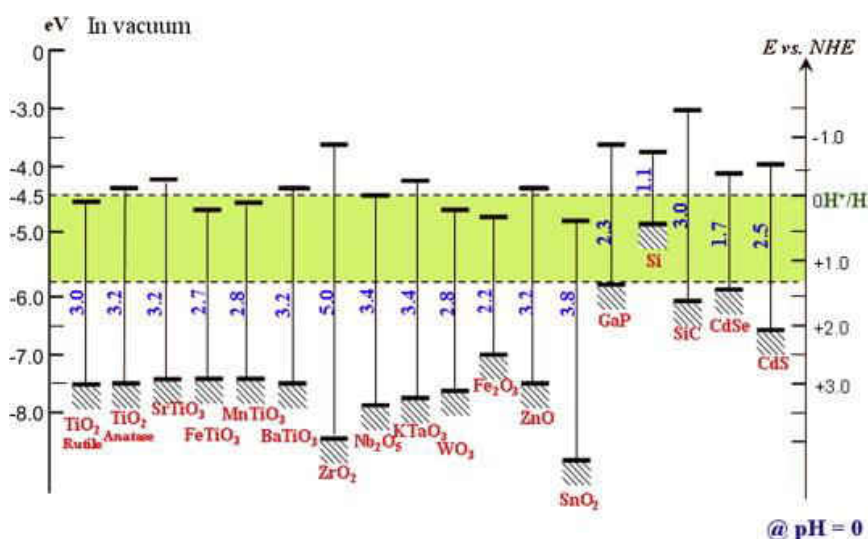 eV In vacuum
E vs. NHE
0
-3.0
-4.0
-4.5
-5.0
-6.0
-7.0
-8.0
-1.0
0H⁺/H
+1.0
+2.0
+3.0
3.0
3.2
3.2
2.7
2.8
3.2
5.0
3.4
3.4
2.8
2.2
3.2
3.8
2.3
1.1
3.0
1.7
2.5
TiO₂
Rutile
TiO₂
Anatase
SrTiO₃
FeTiO₃
MnTiO₃
BaTiO₃
ZrO₂
Nb₂O₅
KTaO₃
WO₃
Fe₂O₃
ZnO
SnO₂
GaP
Si
SiC
CdSe
CdS
@ pH = 0